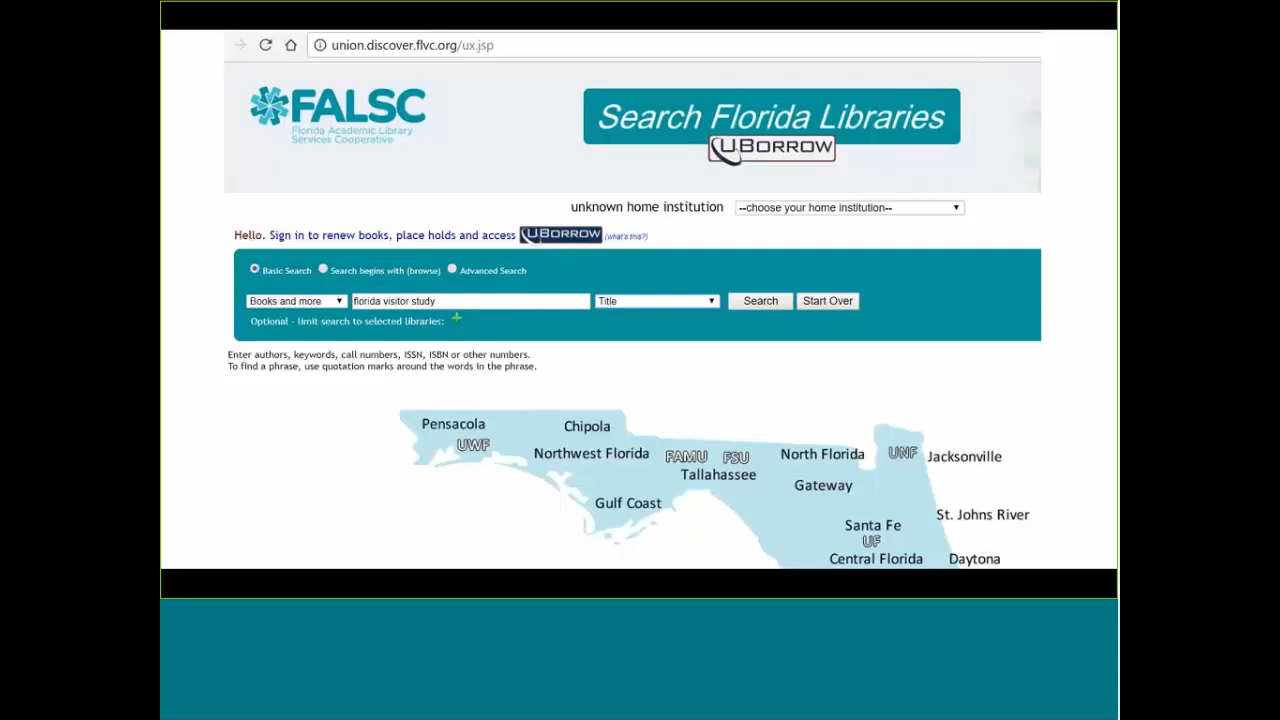 union.discover.flvc.org/ux.jsp
FALSC
Florida Academic Library
Services Cooperative
Search Florida Libraries
UBORROW
unknown home institution --choose your home institution--
Hello. Sign in to renew books, place holds and access UBORROW (what's this?)
Basic Search Search begins with (browse) Advanced Search
Books and more florida visitor study Title Search Start Over
Optional - limit search to selected libraries: +
Enter authors, keywords, call numbers, ISSN, ISBN or other numbers.
To find a phrase, use quotation marks around the words in the phrase.
Pensacola Chipola
UWF
Northwest Florida FAMU FSU North Florida UNF Jacksonville
Tallahassee
Gateway
Gulf Coast
St. Johns River
Santa Fe
UF
Central Florida Daytona